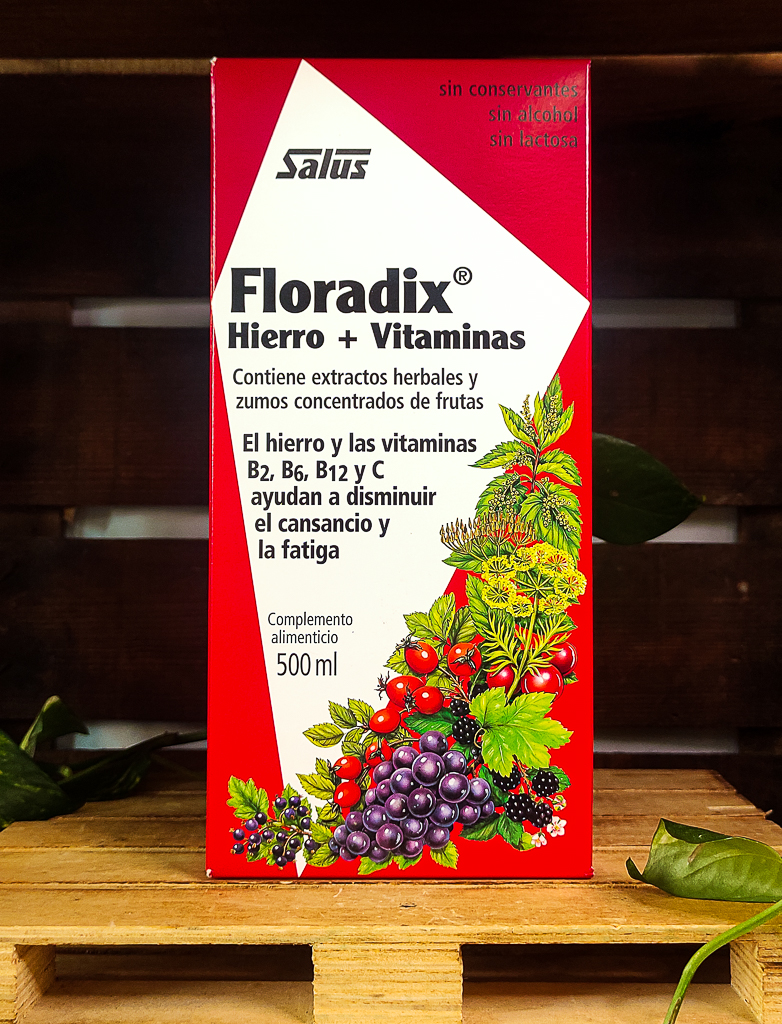 sin conservantes
sin alcohol
sin lactosa
Salus
Floradix®
Hierro + Vitaminas
Contiene extractos herbales y
zumos concentrados de frutas
El hierro y las vitaminas
B2, B6, B12 y C
ayudan a disminuir
el cansancio y
la fatiga
Complemento
alimenticio
500 ml